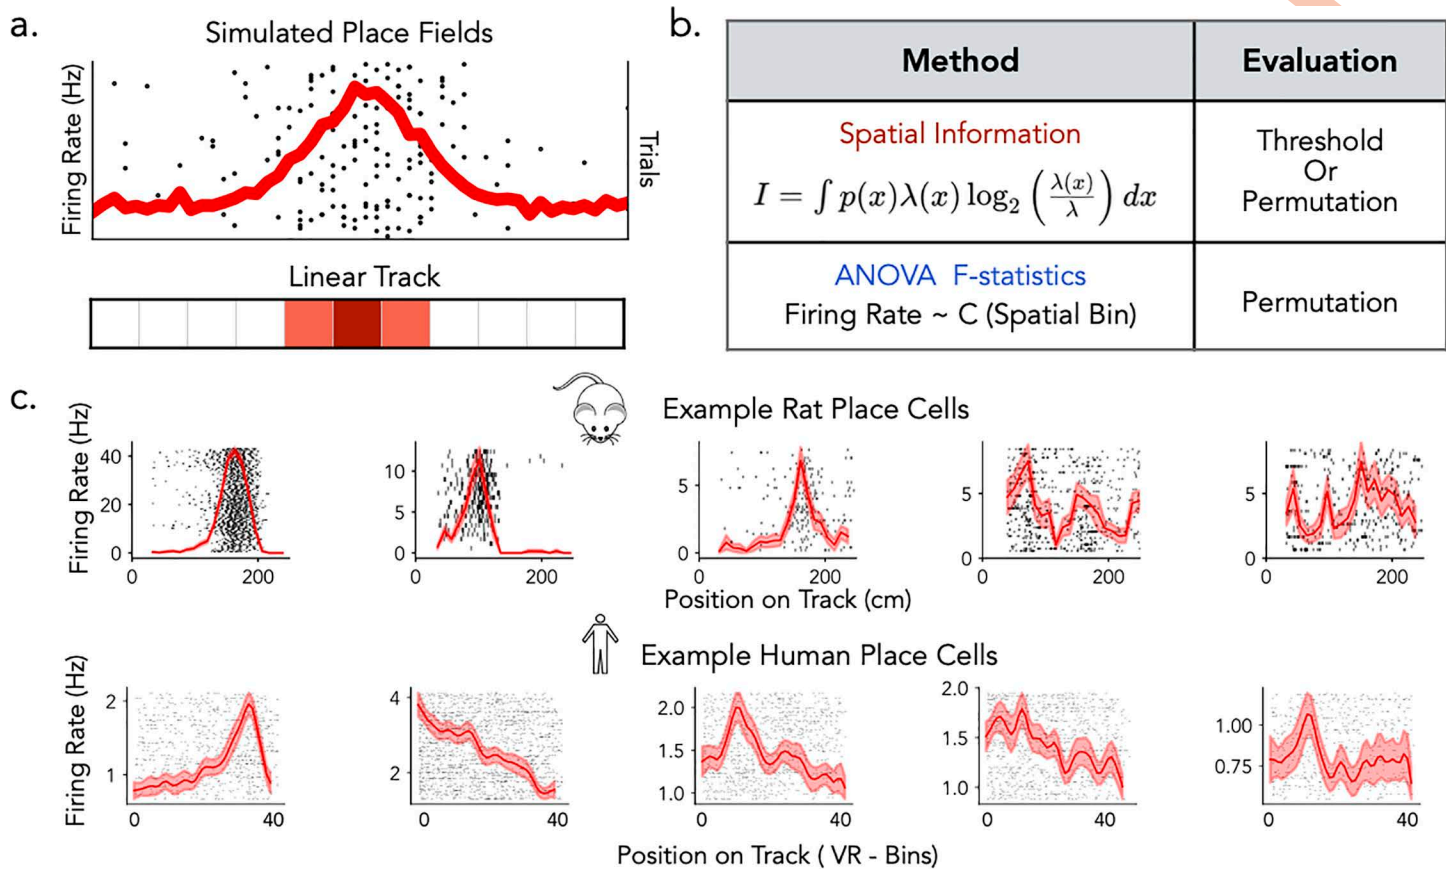 a.
Simulated Place Fields
Firing Rate (Hz)
Trials
Linear Track
b.
Method
Evaluation
Spatial Information
I = ∫ p(x)λ(x) log₂ (λ(x)/λ) dx
Threshold
Or
Permutation
ANOVA F-statistics
Firing Rate ~ C (Spatial Bin)
Permutation
c.
Example Rat Place Cells
Firing Rate (Hz)
40
20
0
0 200
10
5
0
0 200
5
0
0 200
5
0
0 200
5
0
0 200
Position on Track (cm)
Example Human Place Cells
Firing Rate (Hz)
2
1
0 40
4
2
0 40
2.0
1.5
1.0
0 40
2.0
1.5
1.0
0 40
1.00
0.75
0 40
Position on Track ( VR - Bins)